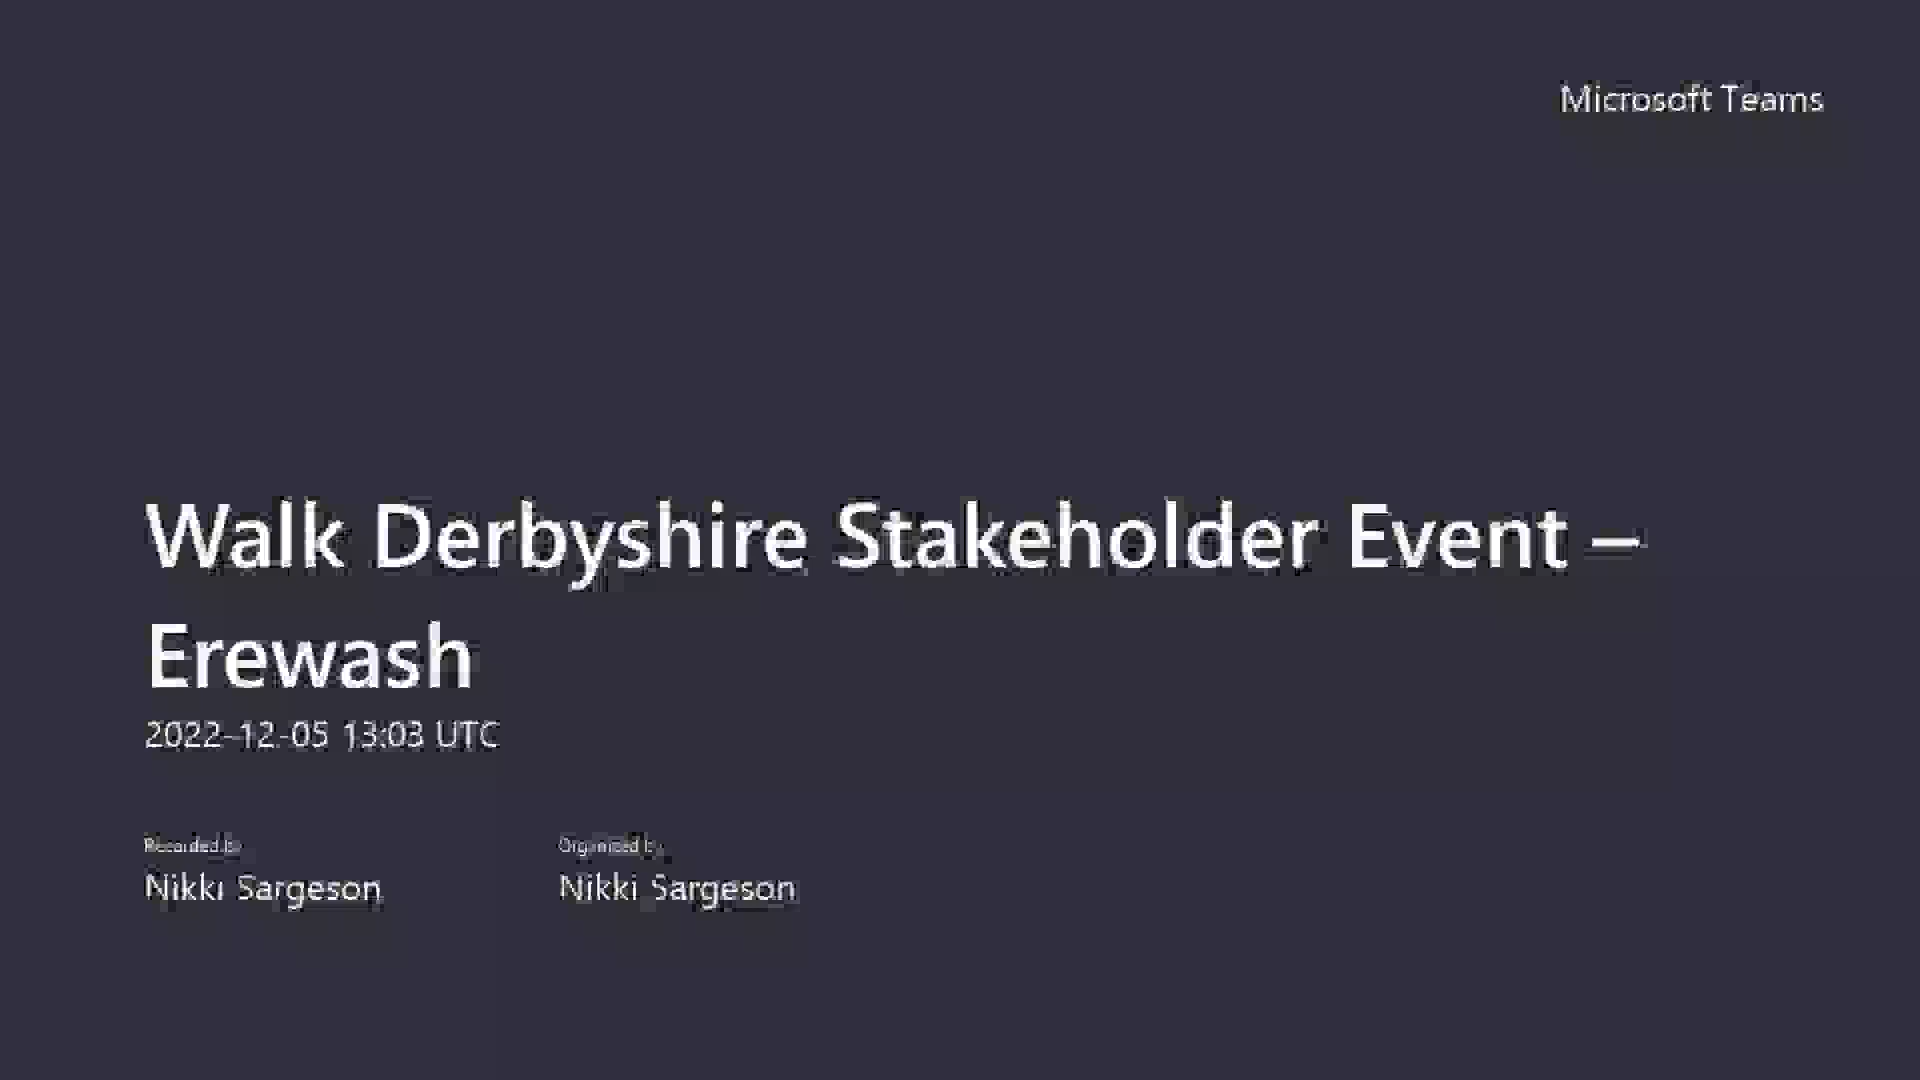 Microsoft Teams
Walk Derbyshire Stakeholder Event –
Erewash
2022-12-05 13:03 UTC
Recorded by
Organized by
Nikki Sargeson
Nikki Sargeson